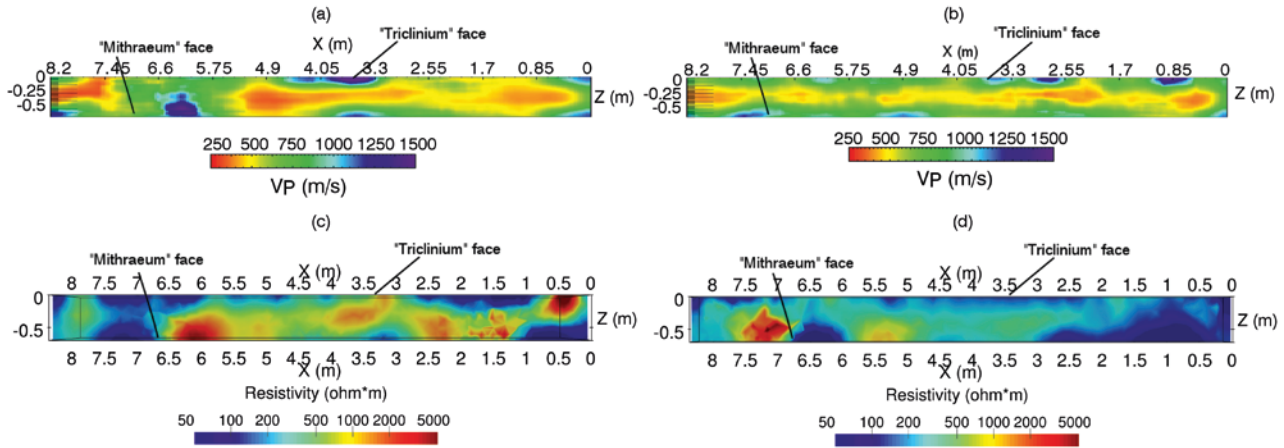 (a)
"Mithraeum" face
"Triclinium" face
X (m)
8.2 7.45 6.6 5.75 4.9 4.05 3.3 2.55 1.7 0.85 0
0
-0.25
-0.5
Z (m)
250 500 750 1000 1250 1500
VP (m/s)
(b)
"Mithraeum" face
"Triclinium" face
X (m)
8.2 7.45 6.6 5.75 4.9 4.05 3.3 2.55 1.7 0.85 0
0
-0.25
-0.5
Z (m)
250 500 750 1000 1250 1500
VP (m/s)
(c)
"Mithraeum" face
"Triclinium" face
X (m)
8 7.5 7 6.5 6 5.5 5 4.5 4 3.5 3 2.5 2 1.5 1 0.5 0
0
-0.5
Z (m)
8 7.5 7 6.5 6 5.5 5 4.5 4 3.5 3 2.5 2 1.5 1 0.5 0
X (m)
Resistivity (ohm*m)
50 100 200 500 1000 2000 5000
(d)
"Mithraeum" face
"Triclinium" face
X (m)
8 7.5 7 6.5 6 5.5 5 4.5 4 3.5 3 2.5 2 1.5 1 0.5 0
0
-0.5
Z (m)
8 7.5 7 6.5 6 5.5 5 4.5 4 3.5 3 2.5 2 1.5 1 0.5 0
X (m)
Resistivity (ohm*m)
50 100 200 500 1000 2000 5000